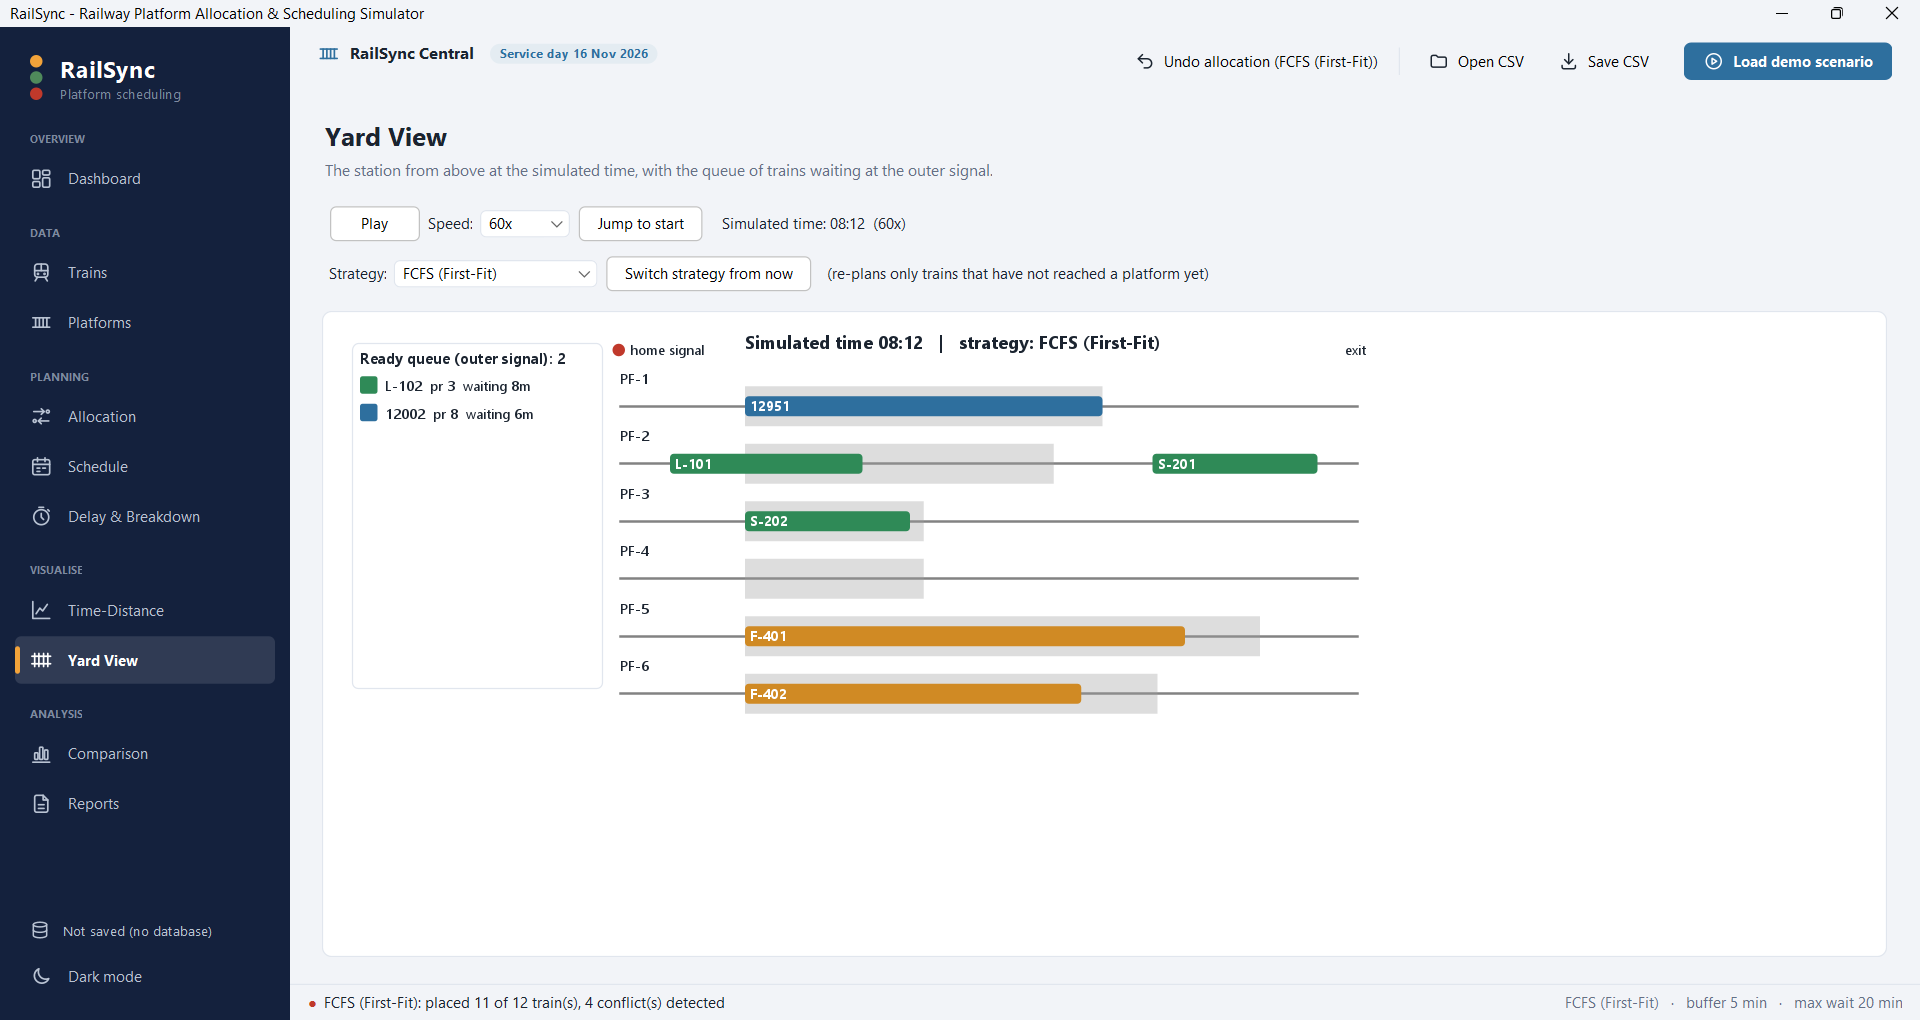 RailSync - Railway Platform Allocation & Scheduling Simulator
RailSync
Platform scheduling
OVERVIEW
Dashboard
DATA
Trains
Platforms
PLANNING
Allocation
Schedule
Delay & Breakdown
VISUALISE
Time-Distance
Yard View
ANALYSIS
Comparison
Reports
Not saved (no database)
Dark mode
RailSync Central
Service day 16 Nov 2026
Undo allocation (FCFS (First-Fit))
Open CSV
Save CSV
Load demo scenario
Yard View
The station from above at the simulated time, with the queue of trains waiting at the outer signal.
Play
Speed:
60x
Jump to start
Simulated time: 08:12 (60x)
Strategy:
FCFS (First-Fit)
Switch strategy from now
(re-plans only trains that have not reached a platform yet)
Ready queue (outer signal): 2
L-102 pr 3 waiting 8m
12002 pr 8 waiting 6m
home signal
Simulated time 08:12 | strategy: FCFS (First-Fit)
exit
PF-1
12951
PF-2
L-101
S-201
PF-3
S-202
PF-4
PF-5
F-401
PF-6
F-402
FCFS (First-Fit): placed 11 of 12 train(s), 4 conflict(s) detected
FCFS (First-Fit) · buffer 5 min · max wait 20 min